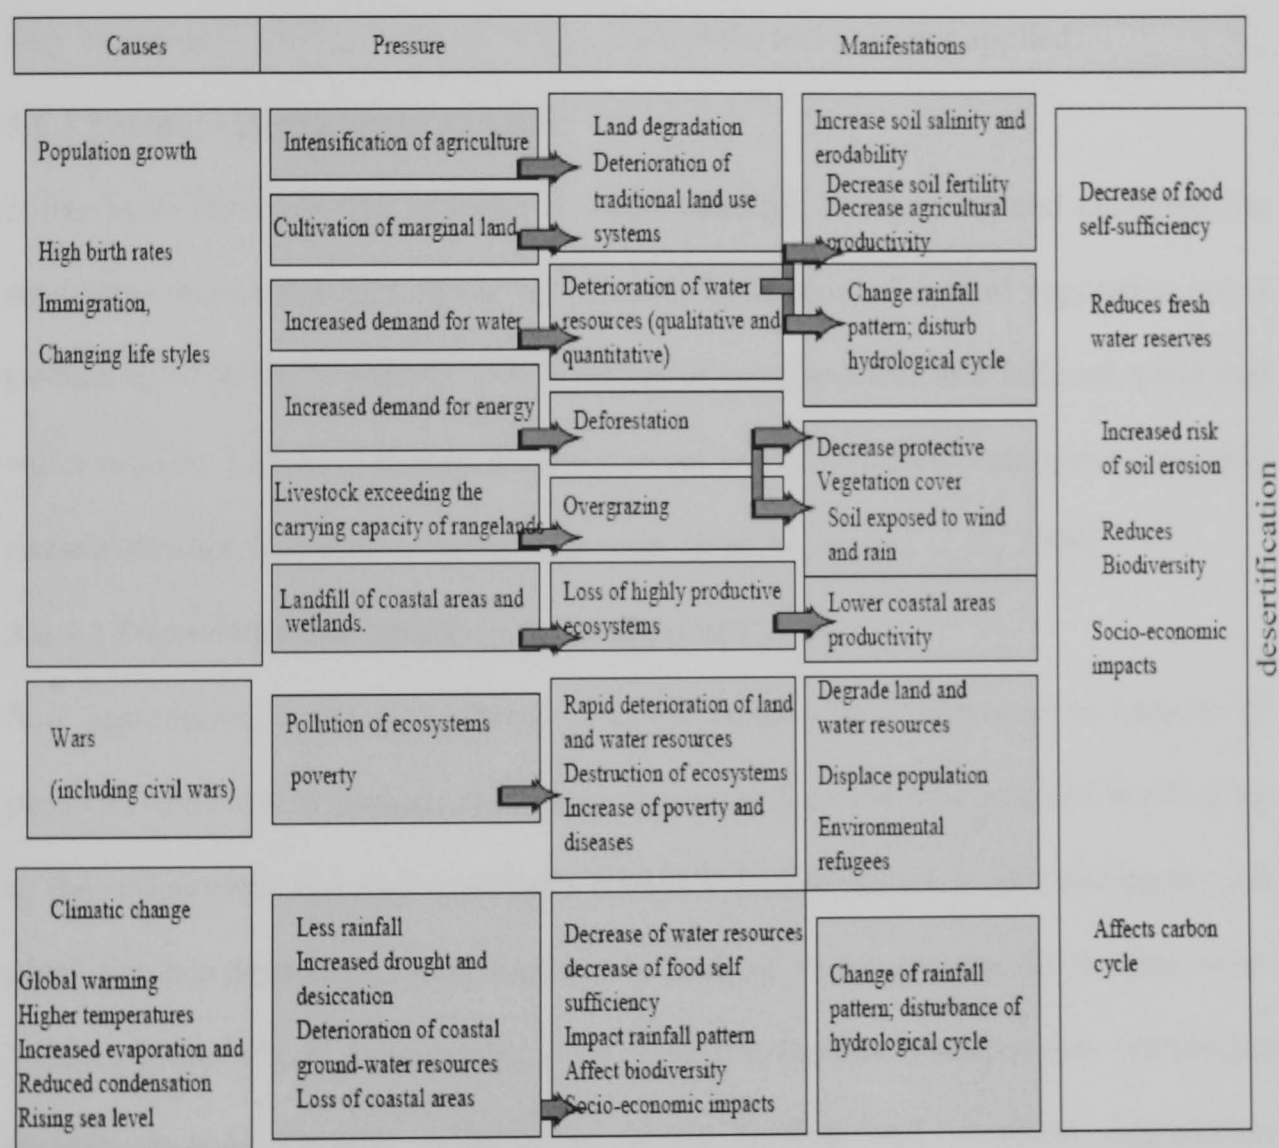 Causes
Pressure
Manifestations
Population growth
High birth rates
Immigration,
Changing life styles
Intensification of agriculture
Cultivation of marginal land
Increased demand for water
Increased demand for energy
Livestock exceeding the
carrying capacity of rangelands
Landfill of coastal areas and
wetlands.
Land degradation
Deterioration of
traditional land use
systems
Deterioration of water
resources (qualitative and
quantitative)
Deforestation
Overgrazing
Loss of highly productive
ecosystems
Increase soil salinity and
erodability
Decrease soil fertility
Decrease agricultural
productivity
Change rainfall
pattern; disturb
hydrological cycle
Decrease protective
Vegetation cover
Soil exposed to wind
and rain
Lower coastal areas
productivity
Wars
(including civil wars)
Pollution of ecosystems
poverty
Rapid deterioration of land
and water resources
Destruction of ecosystems
Increase of poverty and
diseases
Degrade land and
water resources
Displace population
Environmental
refugees
Climatic change
Global warming
Higher temperatures
Increased evaporation and
Reduced condensation
Rising sea level
Less rainfall
Increased drought and
desiccation
Deterioration of coastal
ground-water resources
Loss of coastal areas
Decrease of water resources
decrease of food self
sufficiency
Impact rainfall pattern
Affect biodiversity
Socio-economic impacts
Change of rainfall
pattern; disturbance of
hydrological cycle
Decrease of food
self-sufficiency
Reduces fresh
water reserves
Increased risk
of soil erosion
Reduces
Biodiversity
Socio-economic
impacts
Affects carbon
cycle
desertification